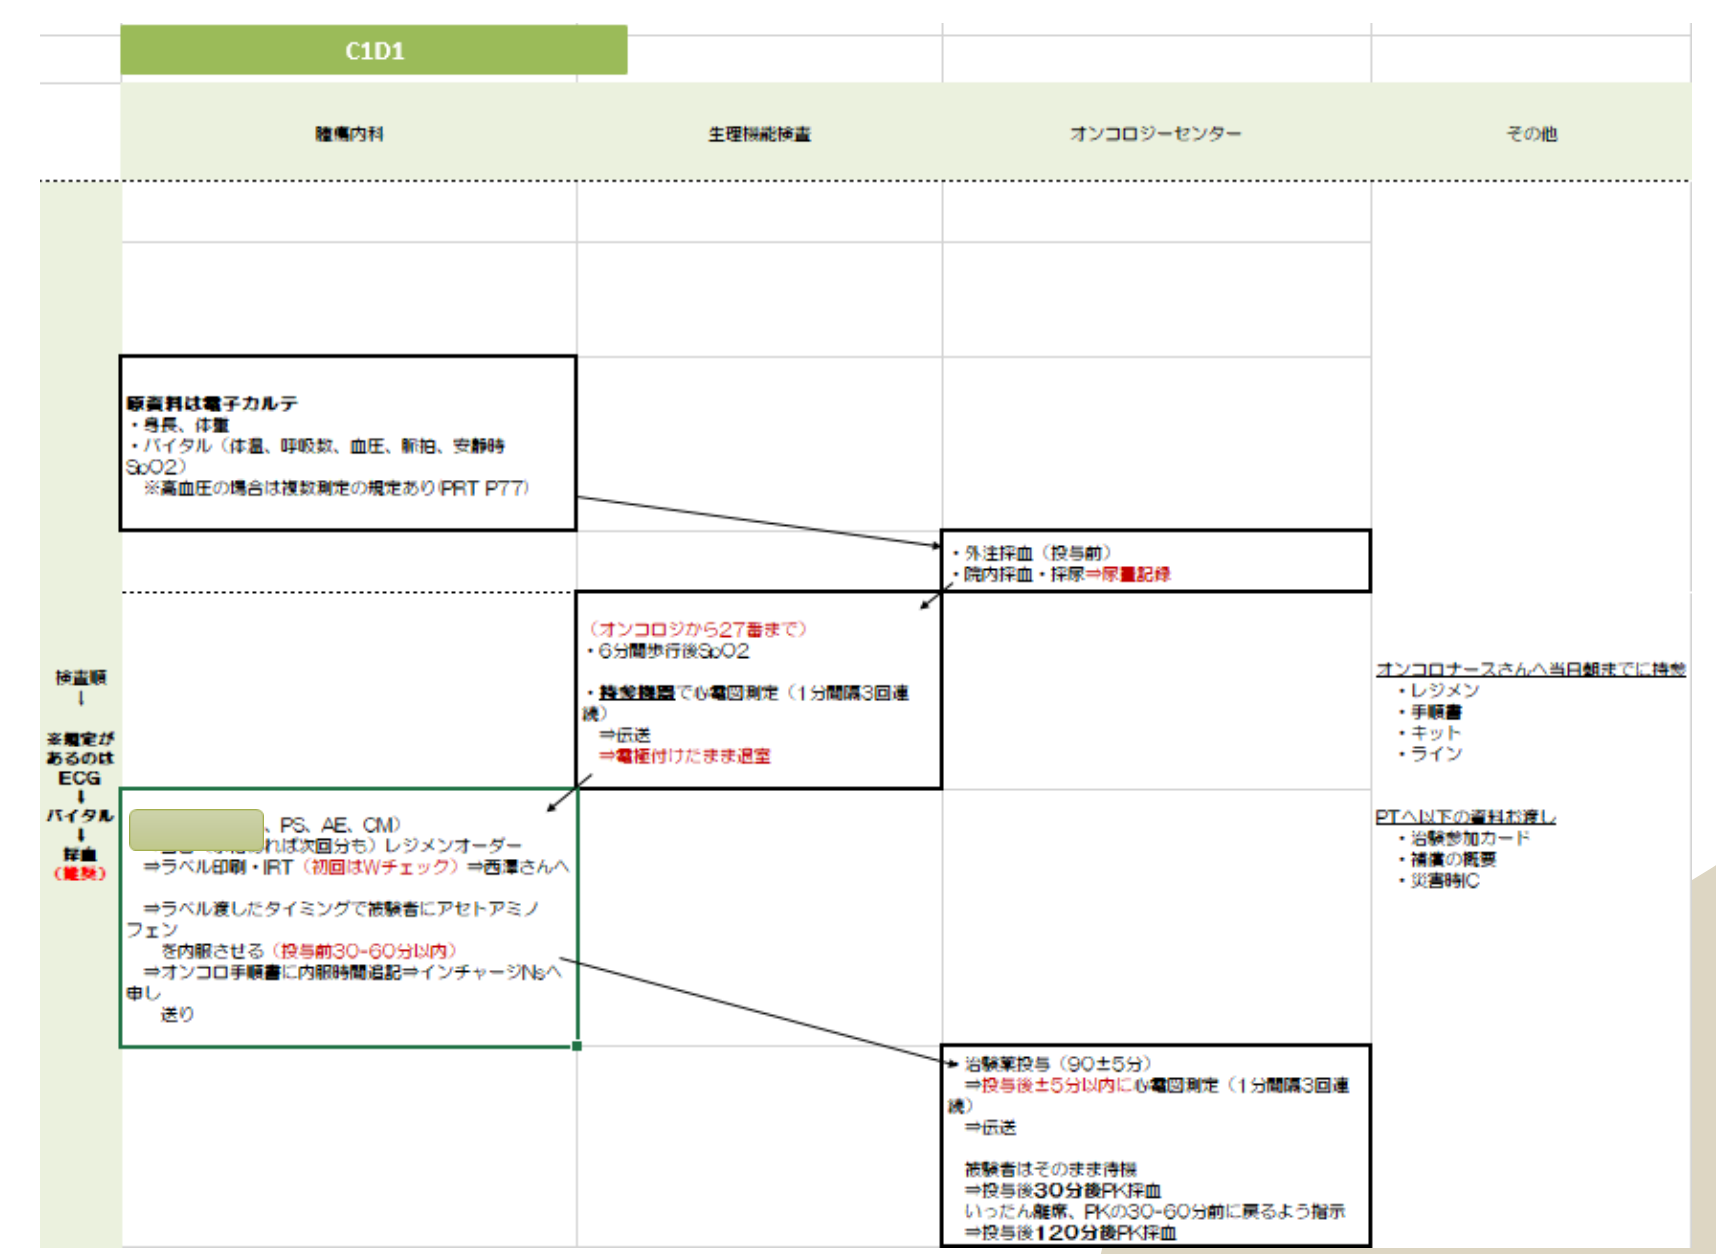 C1D1
腫瘍内科
生理機能検査
オンコロジーセンター
その他
原資料は電子カルテ
・身長、体重
・バイタル（体温、呼吸数、血圧、脈拍、安静時
SpO2）
※高血圧の場合は複数測定の規定あり(PRT P77)
・外注採血（投与前）
・院内採血・採尿⇒尿量記録
（オンコロジから27番まで）
・6分間歩行後SpO2
・持参機器で心電図測定（1分間隔3回連
続）
⇒伝送
⇒電極付けたまま退室
検査順
↓
※規定が
あるのは
ECG
↓
バイタル
↓
採血
（推奨）
、PS、AE、CM）
れば次回分も）レジメンオーダー
⇒ラベル印刷・IRT（初回はWチェック）⇒西澤さんへ
⇒ラベル渡したタイミングで被験者にアセトアミノ
フェン
を内服させる（投与前30-60分以内）
⇒オンコロ手順書に内服時間追記⇒インチャージNsへ
申し
送り
・治験薬投与（90±5分）
⇒投与後±5分以内に心電図測定（1分間隔3回連
続）
⇒伝送
被験者はそのまま待機
⇒投与後30分後PK採血
いったん離席、PKの30-60分前に戻るよう指示
⇒投与後120分後PK採血
オンコロナースさんへ当日朝までに持参
・レジメン
・手順書
・キット
・ライン
PTへ以下の資料お渡し
・治験参加カード
・補償の概要
・災害時IC